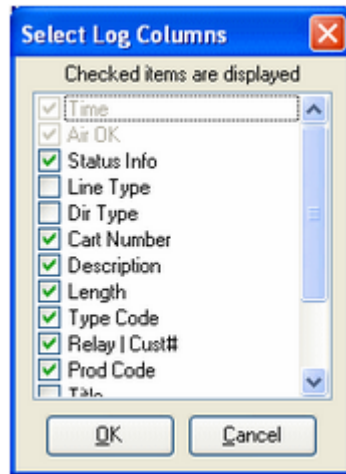 Select Log Columns
Checked items are displayed
Time
Air OK
Status Info
Line Type
Dir Type
Cart Number
Description
Length
Type Code
Relay | Cust#
Prod Code
Title
OK
Cancel